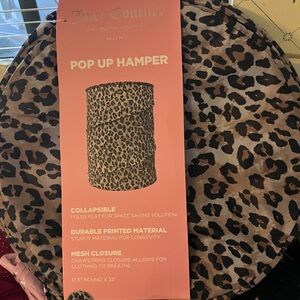 Juicy Couture
HOME
POP UP HAMPER
COLLAPSIBLE
FOLDS FLAT FOR SPACE SAVING SOLUTION
DURABLE PRINTED MATERIAL
STURDY MATERIAL FOR LONGEVITY
MESH CLOSURE
DRAWSTRING CLOSURE ALLOWS FOR
CLOTHING TO BREATHE